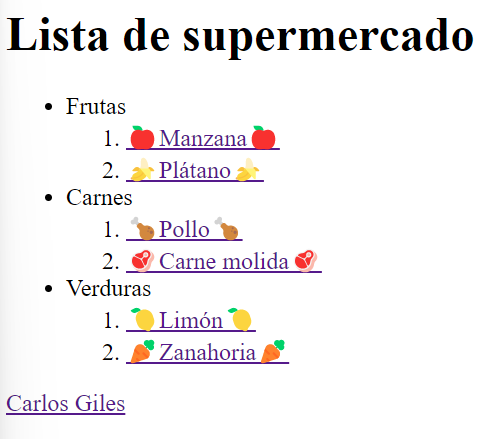 Lista de supermercado
• Frutas
1. 🍎 Manzana 🍎
2. 🍌 Plátano 🍌
• Carnes
1. 🍗 Pollo 🍗
2. 🥩 Carne molida 🥩
• Verduras
1. 🍋 Limón 🍋
2. 🥕 Zanahoria 🥕
Carlos Giles